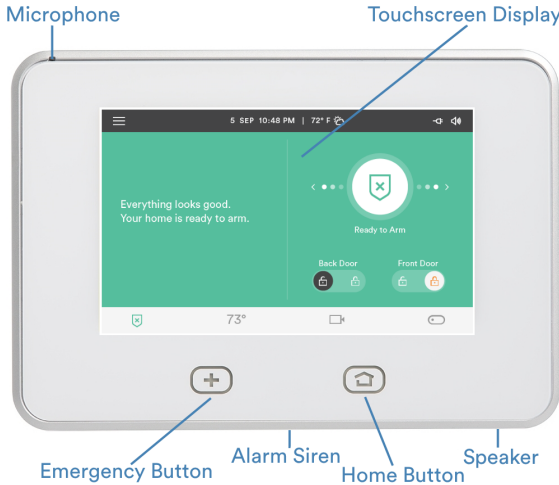 Microphone
Touchscreen Display
5 SEP 10:48 PM | 72° F
Everything looks good.
Your home is ready to arm.
Ready to Arm
Back Door
Front Door
73°
Alarm Siren
Speaker
Emergency Button
Home Button